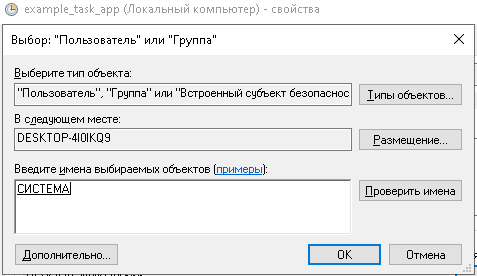 example_task_app (Локальный компьютер) - свойства
Выбор: "Пользователь" или "Группа"
Выберите тип объекта:
"Пользователь", "Группа" или "Встроенный субъект безопаснос
Типы объектов...
В следующем месте:
DESKTOP-4I0IKQ9
Размещение...
Введите имена выбираемых объектов (примеры):
СИСТЕМА
Проверить имена
Дополнительно...
OK
Отмена